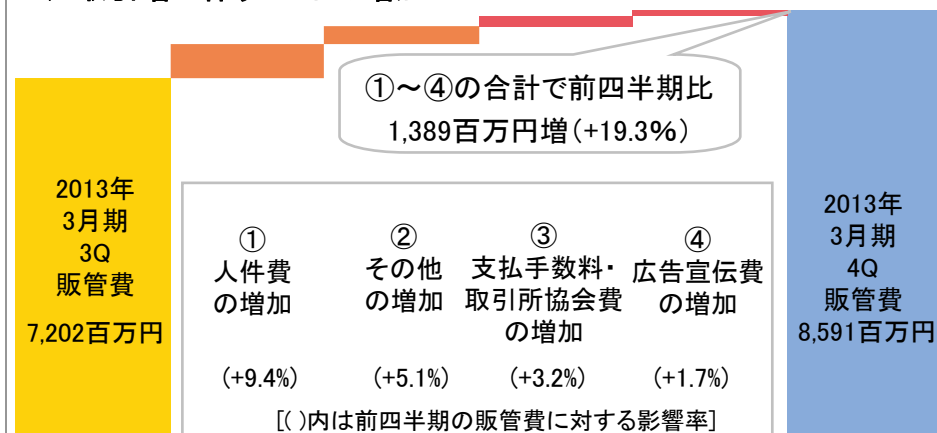 ①～④の合計で前四半期比
1,389百万円増(+19.3%)
2013年
3月期
3Q
販管費
7,202百万円
①
人件費
の増加
(+9.4%)
②
その他
の増加
(+5.1%)
③
支払手数料・
取引所協会費
の増加
(+3.2%)
④
広告宣伝費
の増加
(+1.7%)
[( )内は前四半期の販管費に対する影響率]
2013年
3月期
4Q
販管費
8,591百万円